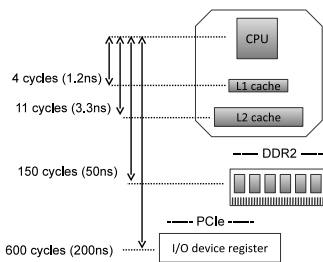 CPU
4 cycles (1.2ns)
L1 cache
11 cycles (3.3ns)
L2 cache
DDR2
150 cycles (50ns)
PCIe
600 cycles (200ns)
I/O device register